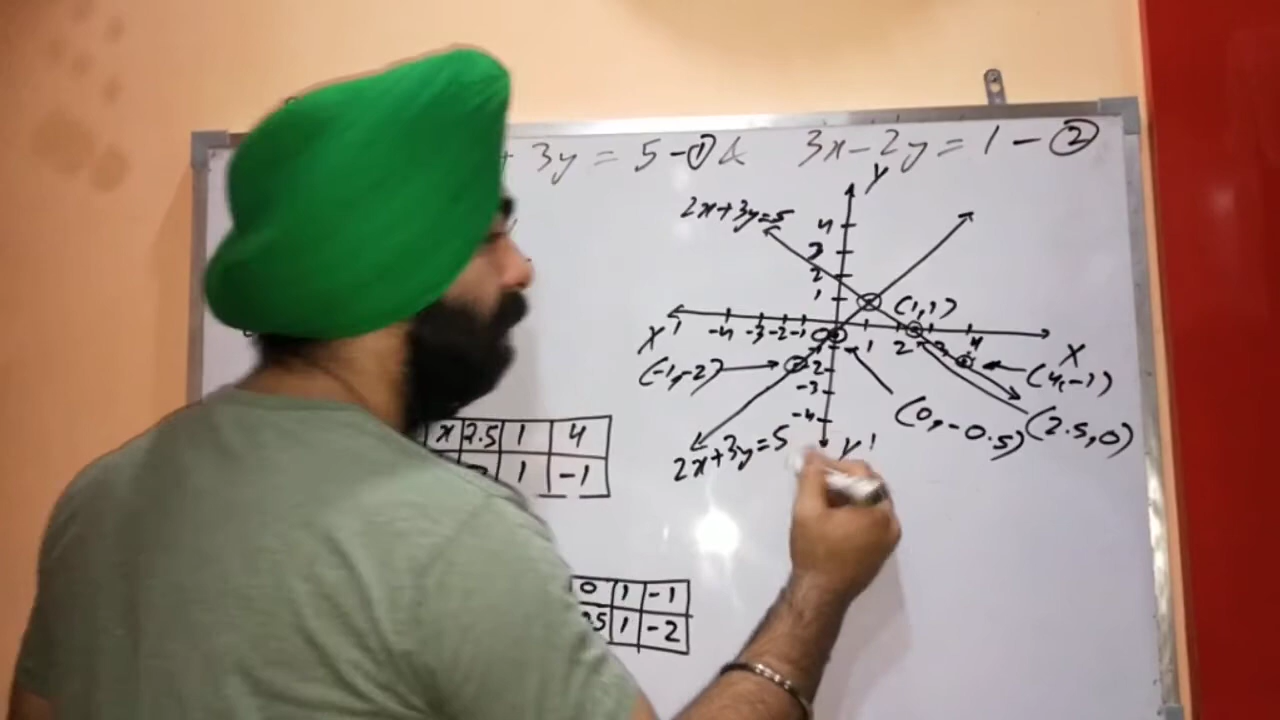 + 3y = 5 - ① & 3x - 2y = 1 - ②
Y
2x+3y=5
4
3
2
1
(1,1)
X' -4 -3 -2 -1 0 1 2 3 4 X
(-1,-2)
-2
-3
-4
(4,-1)
(0,-0.5) (2.5,0)
2x+3y=5 Y'
x 2.5 1 4
1 -1
0 1 -1
.5 1 -2